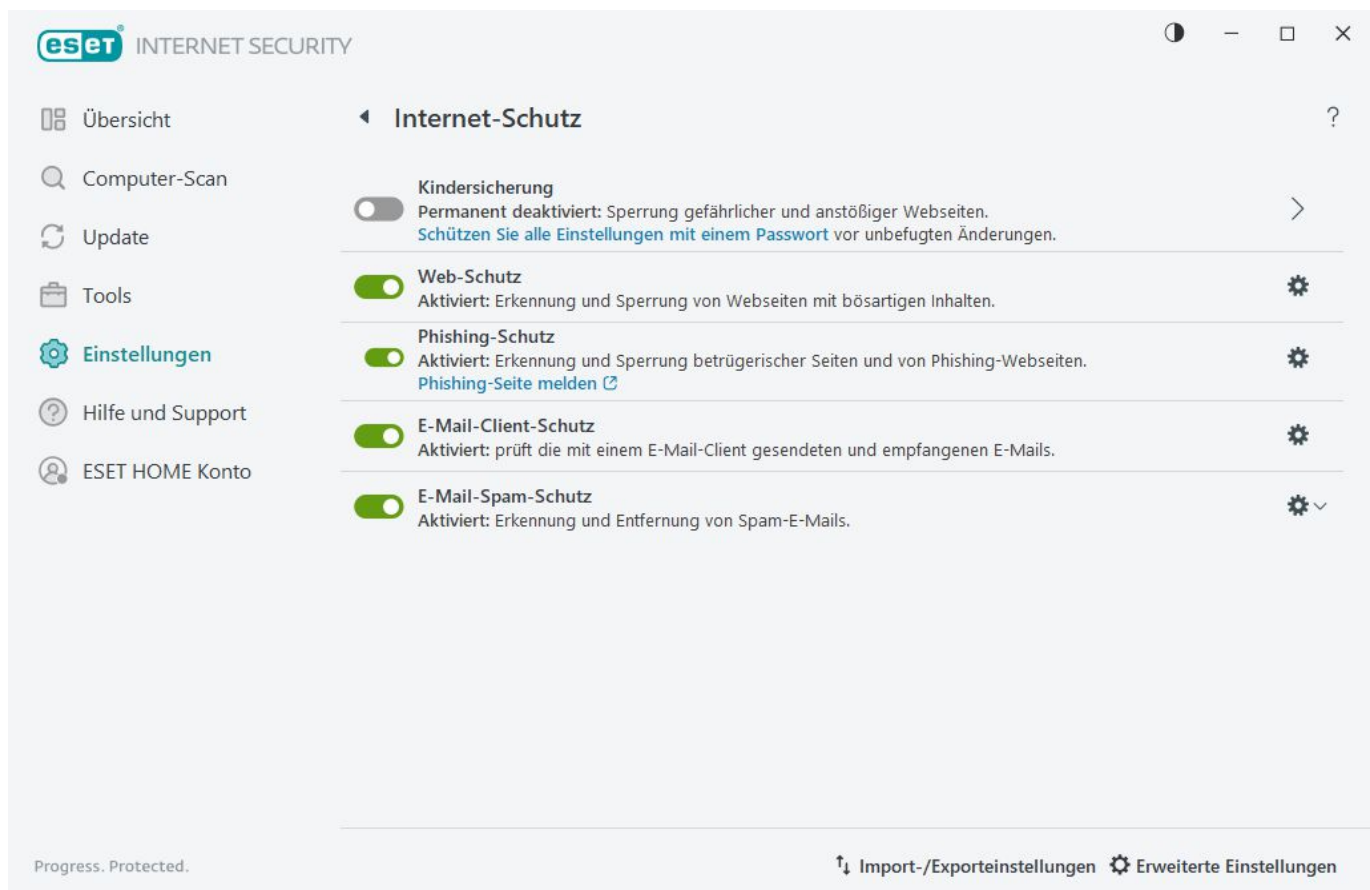 eset® INTERNET SECURITY
Übersicht
Computer-Scan
Update
Tools
Einstellungen
Hilfe und Support
ESET HOME Konto
Internet-Schutz
?
Kindersicherung
Permanent deaktiviert: Sperrung gefährlicher und anstößiger Webseiten.
Schützen Sie alle Einstellungen mit einem Passwort vor unbefugten Änderungen.
Web-Schutz
Aktiviert: Erkennung und Sperrung von Webseiten mit bösartigen Inhalten.
Phishing-Schutz
Aktiviert: Erkennung und Sperrung betrügerischer Seiten und von Phishing-Webseiten.
Phishing-Seite melden
E-Mail-Client-Schutz
Aktiviert: prüft die mit einem E-Mail-Client gesendeten und empfangenen E-Mails.
E-Mail-Spam-Schutz
Aktiviert: Erkennung und Entfernung von Spam-E-Mails.
Progress. Protected.
Import-/Exporteinstellungen
Erweiterte Einstellungen